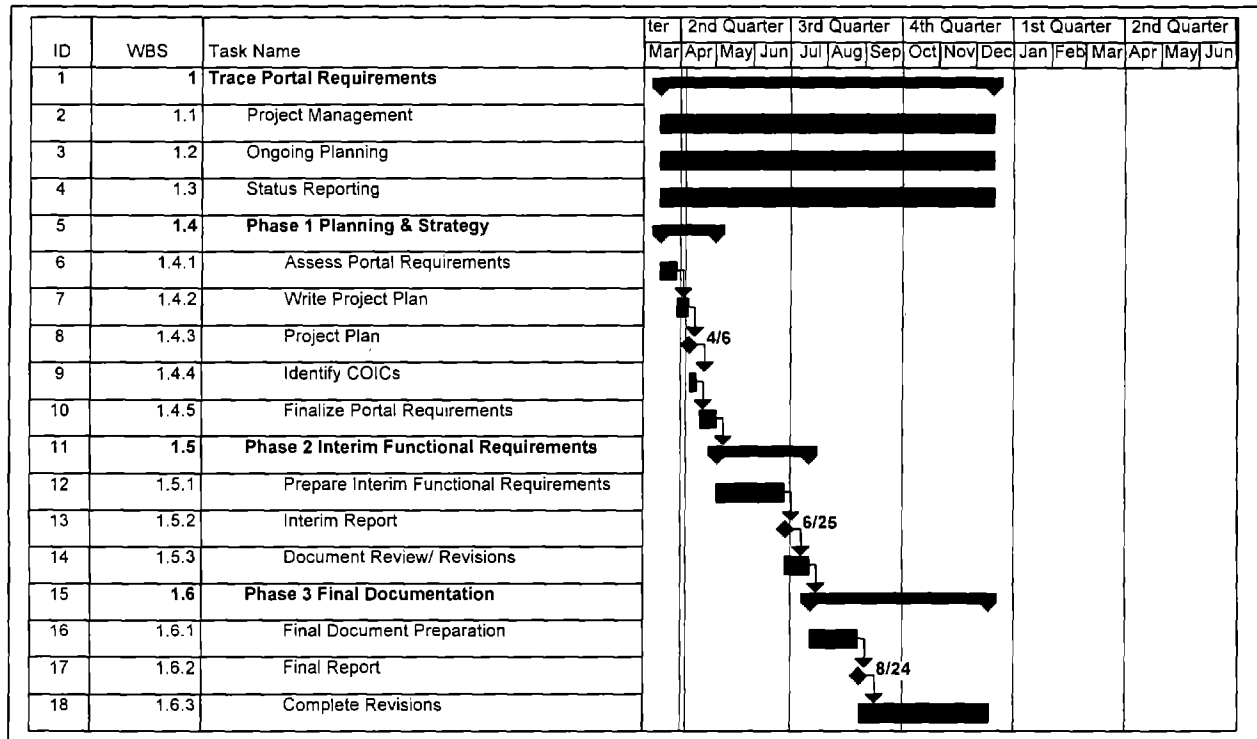 ter 2nd Quarter 3rd Quarter 4th Quarter 1st Quarter 2nd Quarter
ID WBS Task Name Mar Apr May Jun Jul Aug Sep Oct Nov Dec Jan Feb Mar Apr May Jun
1 1 Trace Portal Requirements
2 1.1 Project Management
3 1.2 Ongoing Planning
4 1.3 Status Reporting
5 1.4 Phase 1 Planning & Strategy
6 1.4.1 Assess Portal Requirements
7 1.4.2 Write Project Plan
8 1.4.3 Project Plan 4/6
9 1.4.4 Identify COICs
10 1.4.5 Finalize Portal Requirements
11 1.5 Phase 2 Interim Functional Requirements
12 1.5.1 Prepare Interim Functional Requirements
13 1.5.2 Interim Report 6/25
14 1.5.3 Document Review/ Revisions
15 1.6 Phase 3 Final Documentation
16 1.6.1 Final Document Preparation
17 1.6.2 Final Report 8/24
18 1.6.3 Complete Revisions